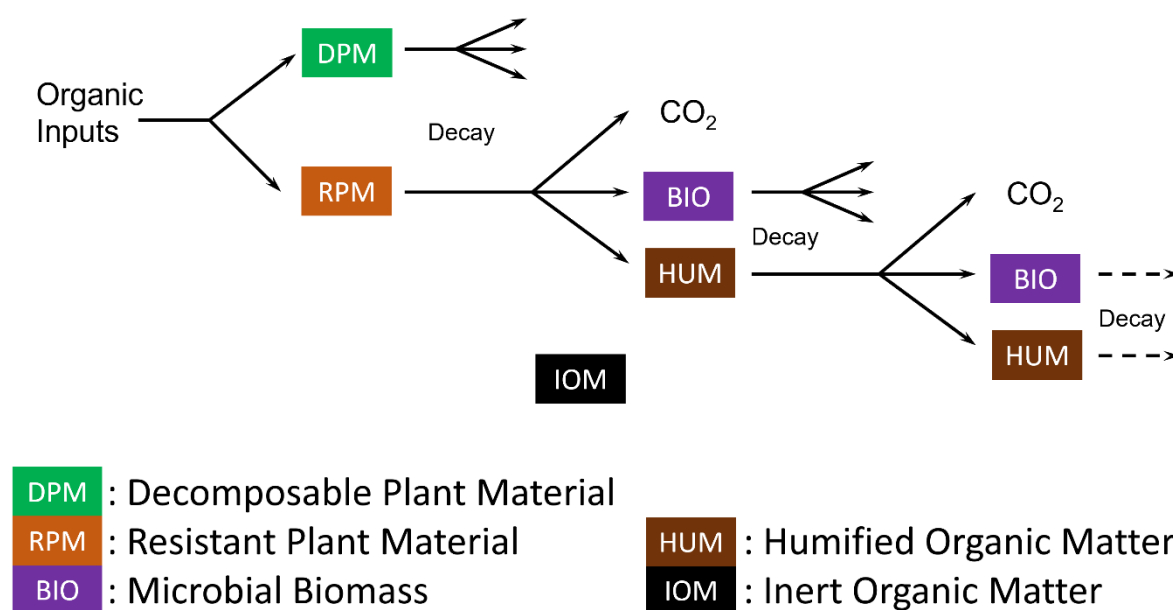 DPM
Organic
Inputs
CO₂
Decay
RPM
BIO
CO₂
Decay
HUM
BIO
Decay
HUM
IOM
DPM : Decomposable Plant Material
RPM : Resistant Plant Material
HUM : Humified Organic Matter
BIO : Microbial Biomass
IOM : Inert Organic Matter